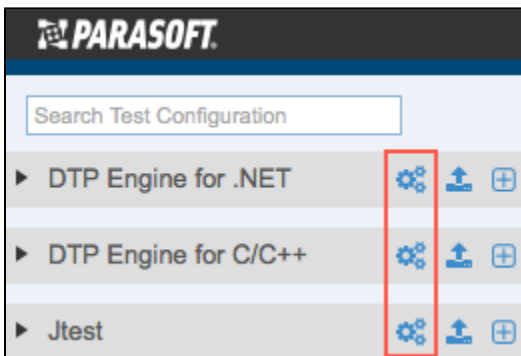 PARASOFT.
Search Test Configuration
DTP Engine for .NET
DTP Engine for C/C++
Jtest